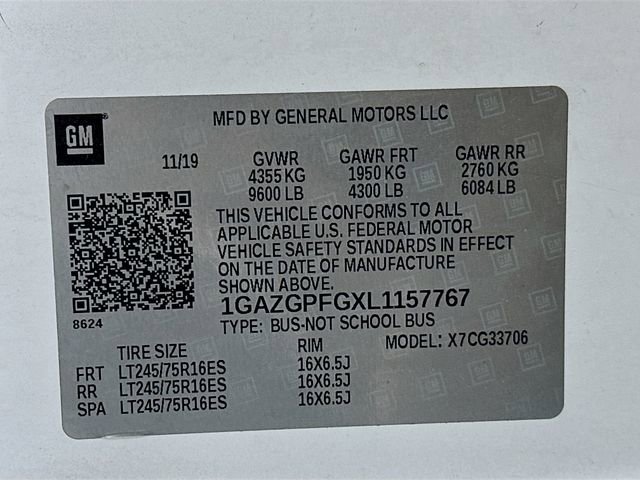 GM
MFD BY GENERAL MOTORS LLC
11/19 GVWR GAWR FRT GAWR RR
4355 KG 1950 KG 2760 KG
9600 LB 4300 LB 6084 LB
THIS VEHICLE CONFORMS TO ALL
APPLICABLE U.S. FEDERAL MOTOR
VEHICLE SAFETY STANDARDS IN EFFECT
ON THE DATE OF MANUFACTURE
SHOWN ABOVE.
8624
1GAZGPFGXL1157767
TYPE: BUS-NOT SCHOOL BUS
TIRE SIZE RIM MODEL: X7CG33706
FRT LT245/75R16ES 16X6.5J
RR LT245/75R16ES 16X6.5J
SPA LT245/75R16ES 16X6.5J